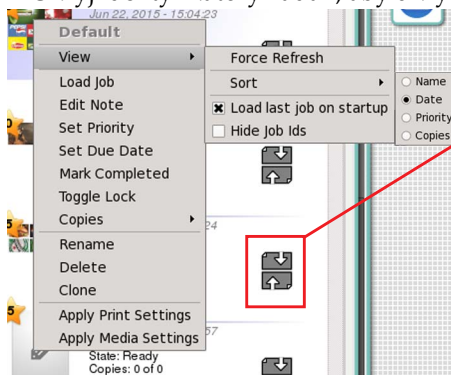 Jun 22, 2015 - 15:04:23
Default
View
Load Job
Edit Note
Set Priority
Set Due Date
Mark Completed
Toggle Lock
Copies
Rename
Delete
Clone
Apply Print Settings
Apply Media Settings
Force Refresh
Sort
Load last job on startup
Hide Job Ids
Name
Date
Priority
Copies
24
57
State: Ready
Copies: 0 of 0